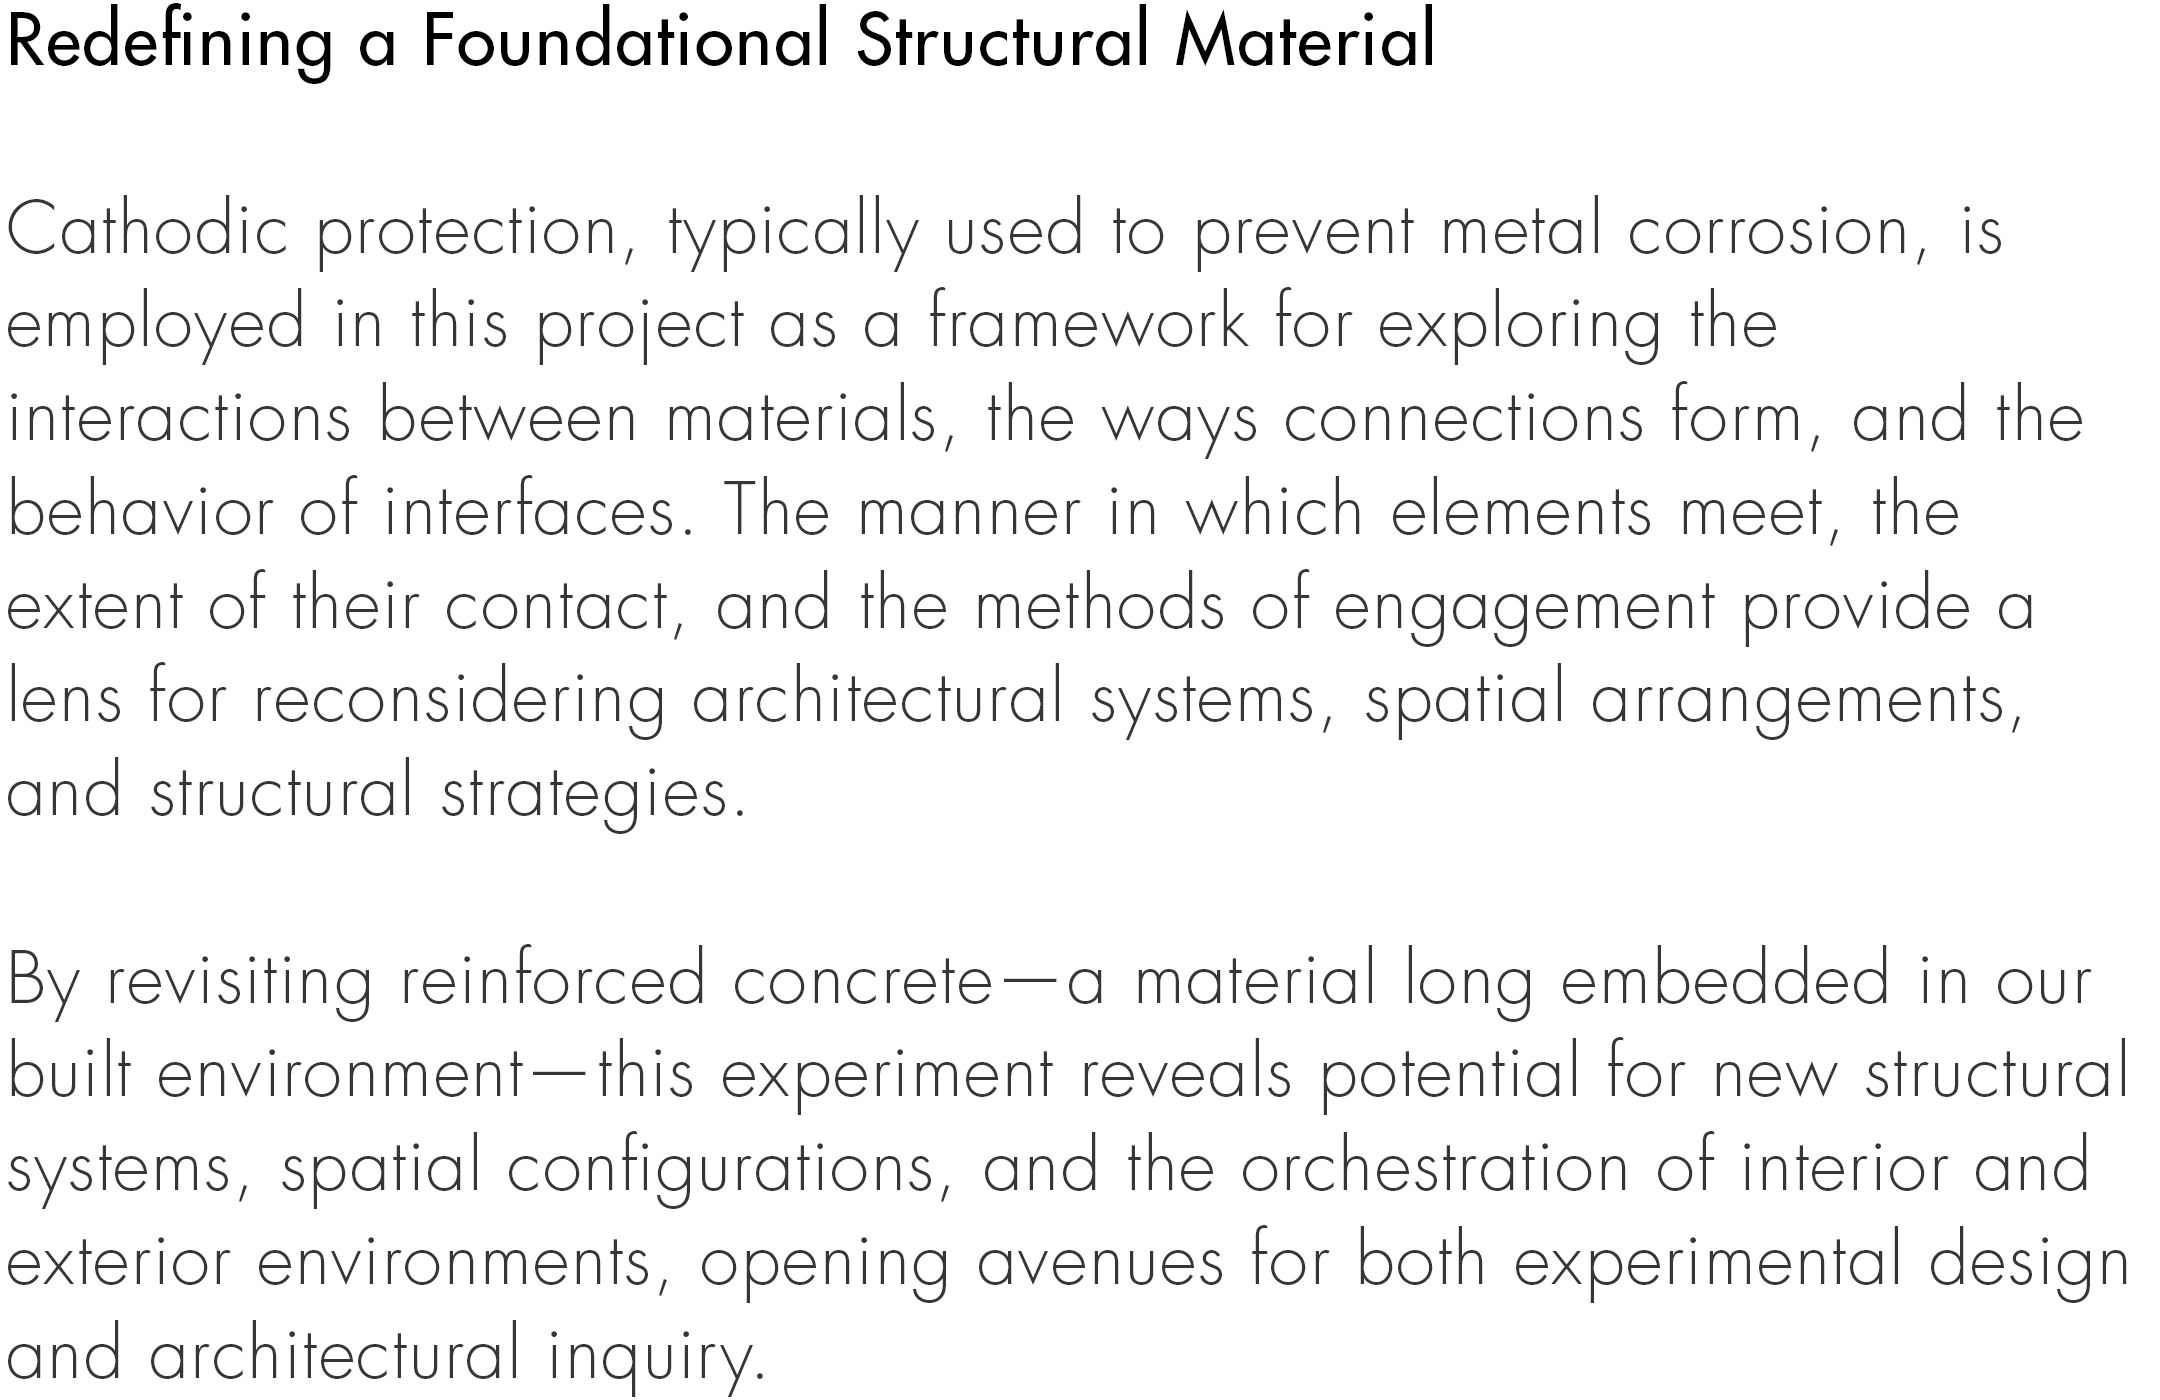 Redefining a Foundational Structural Material
Cathodic protection, typically used to prevent metal corrosion, is
employed in this project as a framework for exploring the
interactions between materials, the ways connections form, and the
behavior of interfaces. The manner in which elements meet, the
extent of their contact, and the methods of engagement provide a
lens for reconsidering architectural systems, spatial arrangements,
and structural strategies.
By revisiting reinforced concrete—a material long embedded in our
built environment—this experiment reveals potential for new structural
systems, spatial configurations, and the orchestration of interior and
exterior environments, opening avenues for both experimental design
and architectural inquiry.